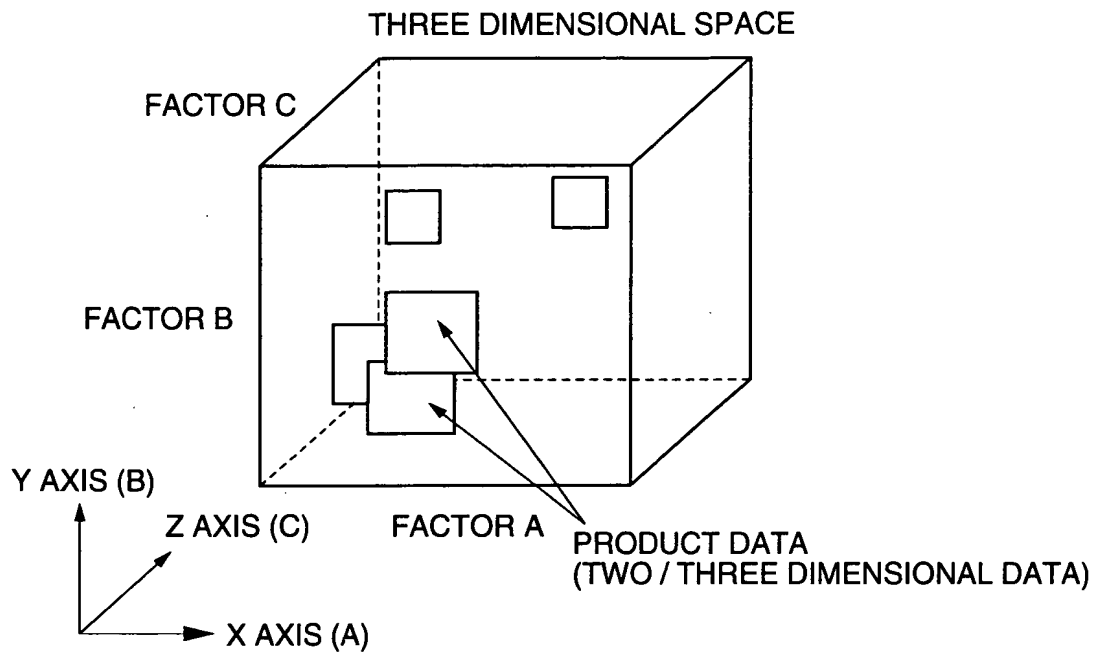 THREE DIMENSIONAL SPACE
FACTOR C
FACTOR B
Y AXIS (B)
Z AXIS (C)
FACTOR A
PRODUCT DATA
(TWO / THREE DIMENSIONAL DATA)
X AXIS (A)